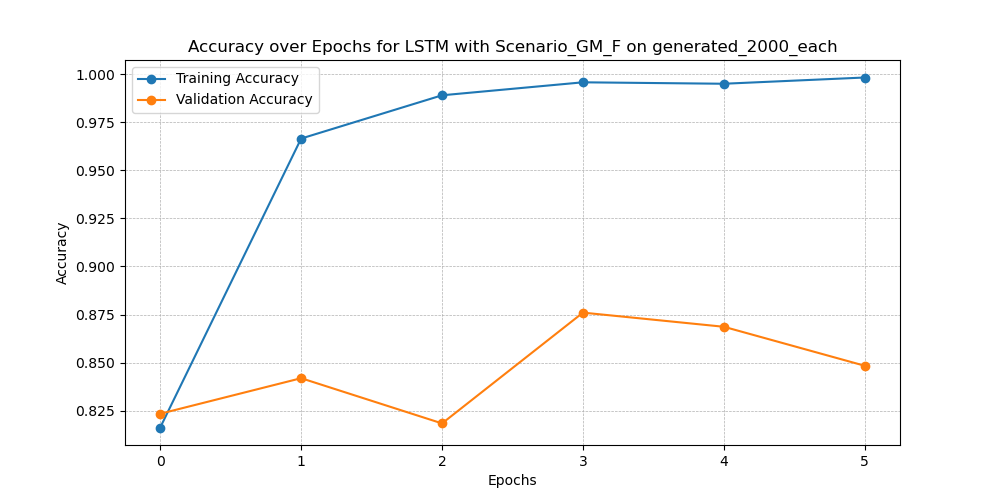 Accuracy over Epochs for LSTM with Scenario_GM_F on generated_2000_each
Training Accuracy
Validation Accuracy
1.000
0.975
0.950
0.925
0.900
0.875
0.850
0.825
Accuracy
0 1 2 3 4 5
Epochs